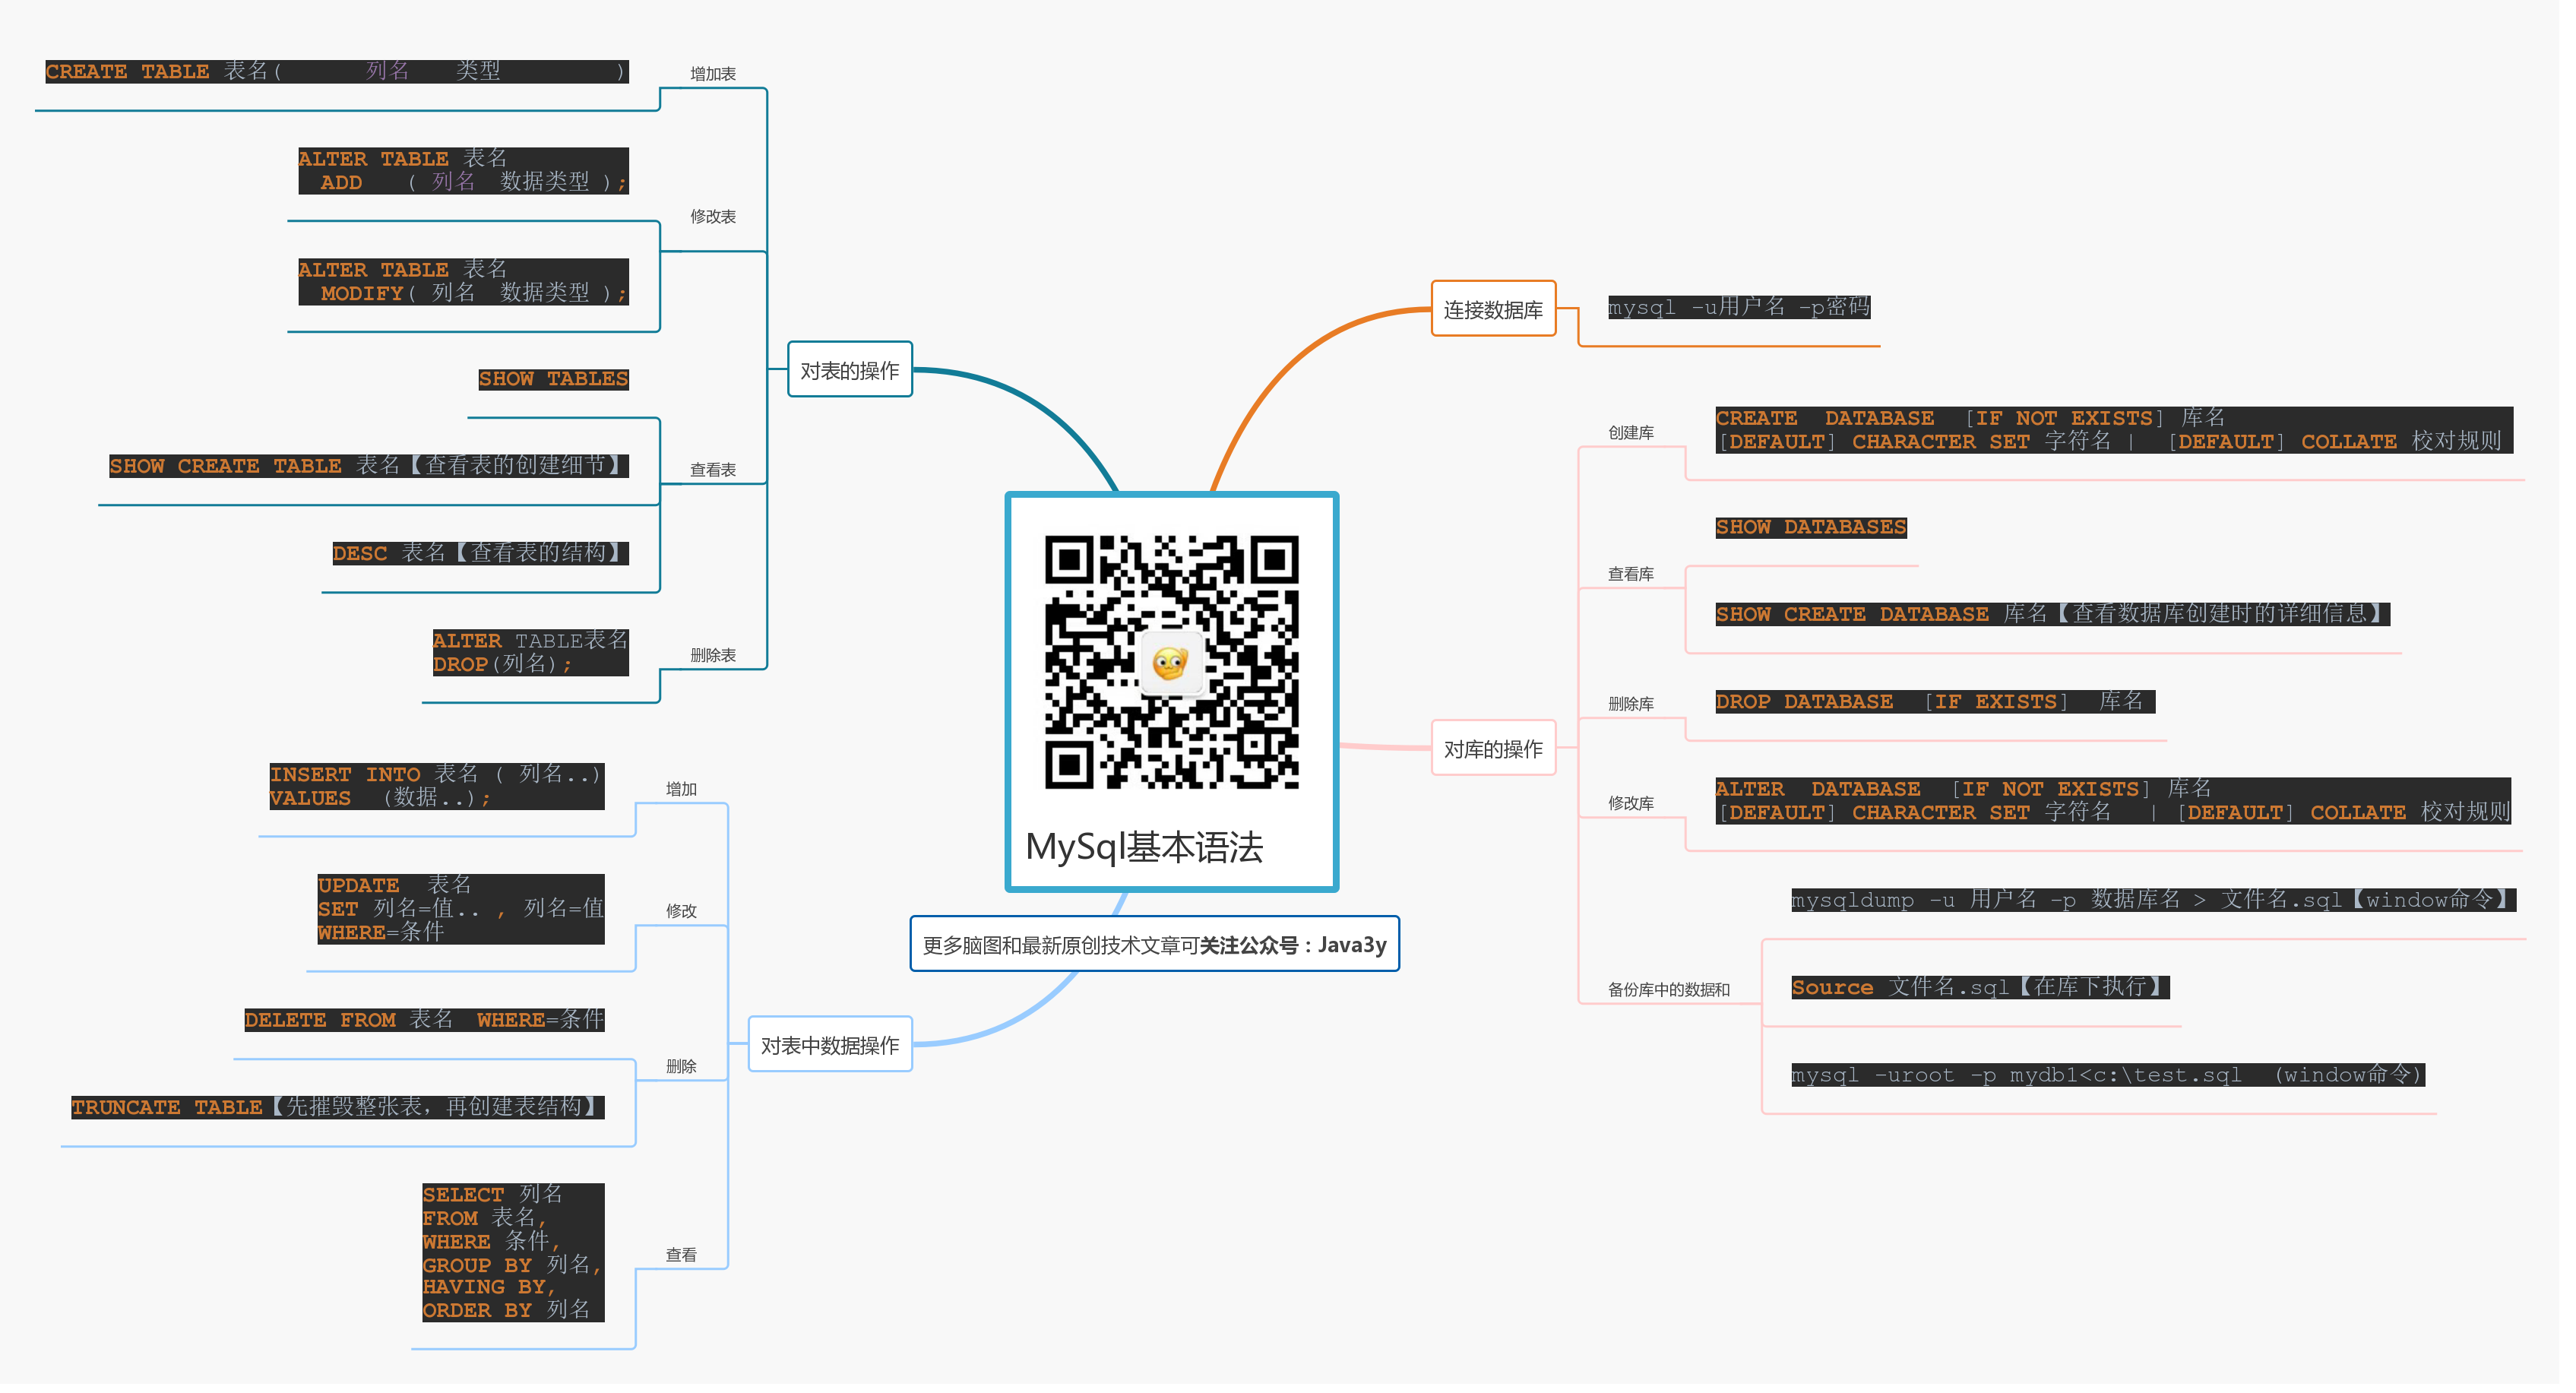 MySql基本语法
更多脑图和最新原创技术文章可关注公众号：Java3y
连接数据库
mysql -u用户名 -p密码
对库的操作
创建库
CREATE DATABASE [IF NOT EXISTS] 库名
[DEFAULT] CHARACTER SET 字符名 | [DEFAULT] COLLATE 校对规则
查看库
SHOW DATABASES
SHOW CREATE DATABASE 库名【查看数据库创建时的详细信息】
删除库
DROP DATABASE [IF EXISTS] 库名
修改库
ALTER DATABASE [IF NOT EXISTS] 库名
[DEFAULT] CHARACTER SET 字符名 | [DEFAULT] COLLATE 校对规则
备份库中的数据和
mysqldump -u 用户名 -p 数据库名 > 文件名.sql【window命令】
Source 文件名.sql【在库下执行】
mysql -uroot -p mydb1<c:\test.sql (window命令)
对表的操作
增加表
CREATE TABLE 表名( 列名 类型 )
修改表
ALTER TABLE 表名
ADD ( 列名 数据类型 );
ALTER TABLE 表名
MODIFY( 列名 数据类型 );
查看表
SHOW TABLES
SHOW CREATE TABLE 表名【查看表的创建细节】
DESC 表名【查看表的结构】
删除表
ALTER TABLE表名
DROP(列名);
对表中数据操作
增加
INSERT INTO 表名 ( 列名..)
VALUES (数据..);
修改
UPDATE 表名
SET 列名=值.. , 列名=值
WHERE=条件
删除
DELETE FROM 表名 WHERE=条件
TRUNCATE TABLE【先摧毁整张表，再创建表结构】
查看
SELECT 列名
FROM 表名,
WHERE 条件,
GROUP BY 列名,
HAVING BY,
ORDER BY 列名